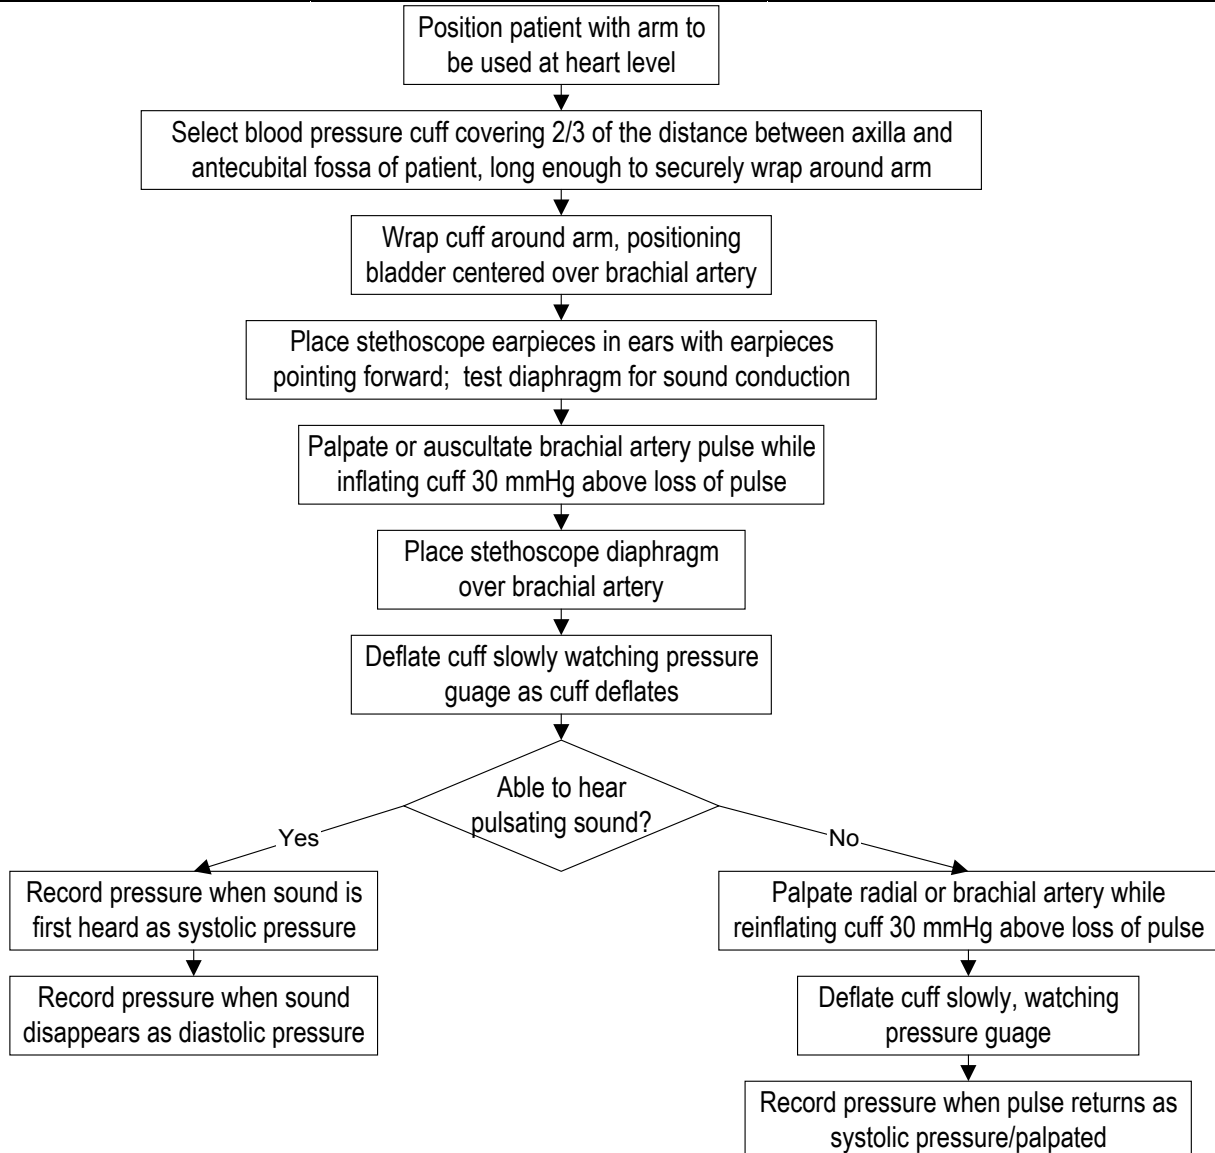 Position patient with arm to
be used at heart level
Select blood pressure cuff covering 2/3 of the distance between axilla and
antecubital fossa of patient, long enough to securely wrap around arm
Wrap cuff around arm, positioning
bladder centered over brachial artery
Place stethoscope earpieces in ears with earpieces
pointing forward;  test diaphragm for sound conduction
Palpate or auscultate brachial artery pulse while
inflating cuff 30 mmHg above loss of pulse
Place stethoscope diaphragm
over brachial artery
Deflate cuff slowly watching pressure
guage as cuff deflates
Able to hear
pulsating sound?
Yes
No
Record pressure when sound is
first heard as systolic pressure
Record pressure when sound
disappears as diastolic pressure
Palpate radial or brachial artery while
reinflating cuff 30 mmHg above loss of pulse
Deflate cuff slowly, watching
pressure guage
Record pressure when pulse returns as
systolic pressure/palpated